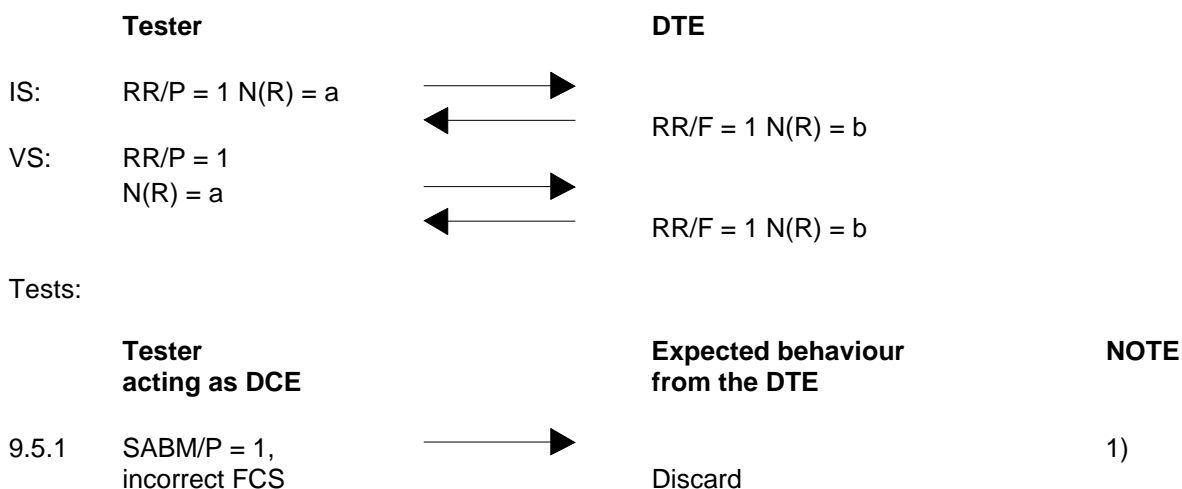 Tester DTE
IS: RR/P = 1 N(R) = a
RR/F = 1 N(R) = b
VS: RR/P = 1
N(R) = a
RR/F = 1 N(R) = b
Tests:
Tester Expected behaviour NOTE
acting as DCE from the DTE
9.5.1 SABM/P = 1, 1)
incorrect FCS Discard